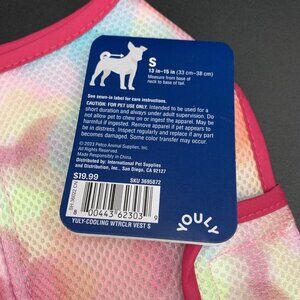 S
13 in-15 in (33 cm-38 cm)
Measure from base of
neck to base of tail.
See sewn-in label for care instructions.
CAUTION: FOR PET USE ONLY. Intended to be used for a
short duration and always under adult supervision. Do
not allow pet to chew on or ingest the apparel. May be
harmful if ingested. Remove apparel if pet appears to
be in distress. Inspect regularly and replace if any part
becomes damaged. Some color transfer may occur.
© 2023 Petco Animal Supplies, Inc.
All Rights Reserved.
Made Responsibly in China.
Distributed by: International Pet Supplies
and Distribution, Inc., San Diego, CA 92127
$19.99
SKU 3695872
8 00443 62303 9
YULY-COOLING WTRCLR VEST S
YOULY